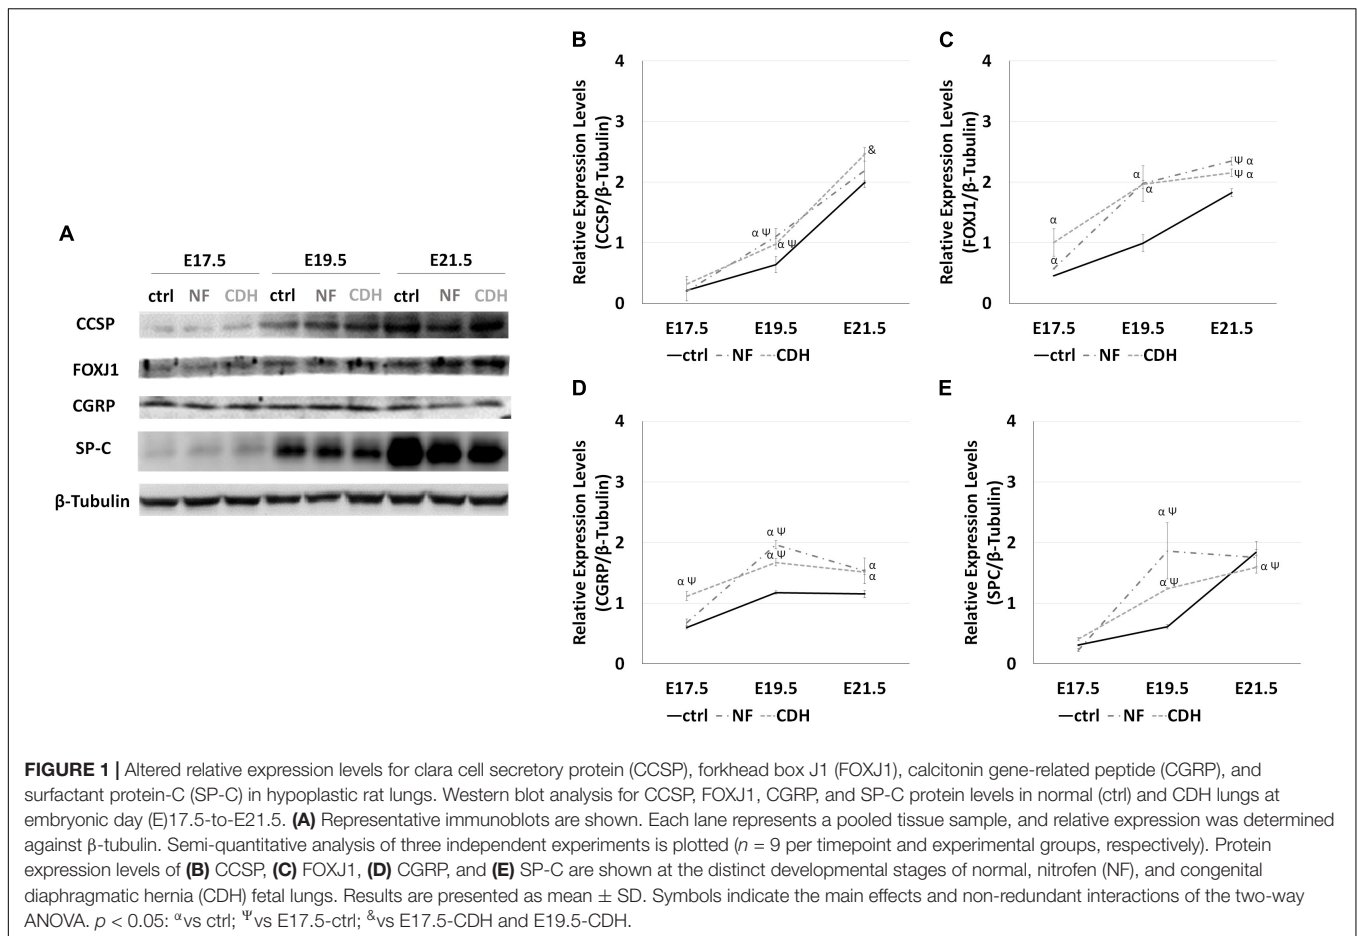 A
E17.5 E19.5 E21.5
ctrl NF CDH ctrl NF CDH ctrl NF CDH
CCSP
FOXJ1
CGRP
SP-C
β-Tubulin
B
Relative Expression Levels
(CCSP/β-Tubulin)
4
3
2
1
0
&
α Ψ
α Ψ
E17.5 E19.5 E21.5
ctrl NF CDH
C
Relative Expression Levels
(FOXJ1/β-Tubulin)
4
3
2
1
0
α
α
α
α
Ψ α
Ψ α
E17.5 E19.5 E21.5
ctrl NF CDH
D
Relative Expression Levels
(CGRP/β-Tubulin)
4
3
2
1
0
α Ψ
α Ψ
α Ψ
α
α
E17.5 E19.5 E21.5
ctrl NF CDH
E
Relative Expression Levels
(SPC/β-Tubulin)
4
3
2
1
0
α Ψ
α Ψ
α Ψ
E17.5 E19.5 E21.5
ctrl NF CDH
FIGURE 1 | Altered relative expression levels for clara cell secretory protein (CCSP), forkhead box J1 (FOXJ1), calcitonin gene-related peptide (CGRP), and
surfactant protein-C (SP-C) in hypoplastic rat lungs. Western blot analysis for CCSP, FOXJ1, CGRP, and SP-C protein levels in normal (ctrl) and CDH lungs at
embryonic day (E)17.5-to-E21.5. (A) Representative immunoblots are shown. Each lane represents a pooled tissue sample, and relative expression was determined
against β-tubulin. Semi-quantitative analysis of three independent experiments is plotted (n = 9 per timepoint and experimental groups, respectively). Protein
expression levels of (B) CCSP, (C) FOXJ1, (D) CGRP, and (E) SP-C are shown at the distinct developmental stages of normal, nitrofen (NF), and congenital
diaphragmatic hernia (CDH) fetal lungs. Results are presented as mean ± SD. Symbols indicate the main effects and non-redundant interactions of the two-way
ANOVA. p < 0.05: αvs ctrl; Ψvs E17.5-ctrl; &vs E17.5-CDH and E19.5-CDH.